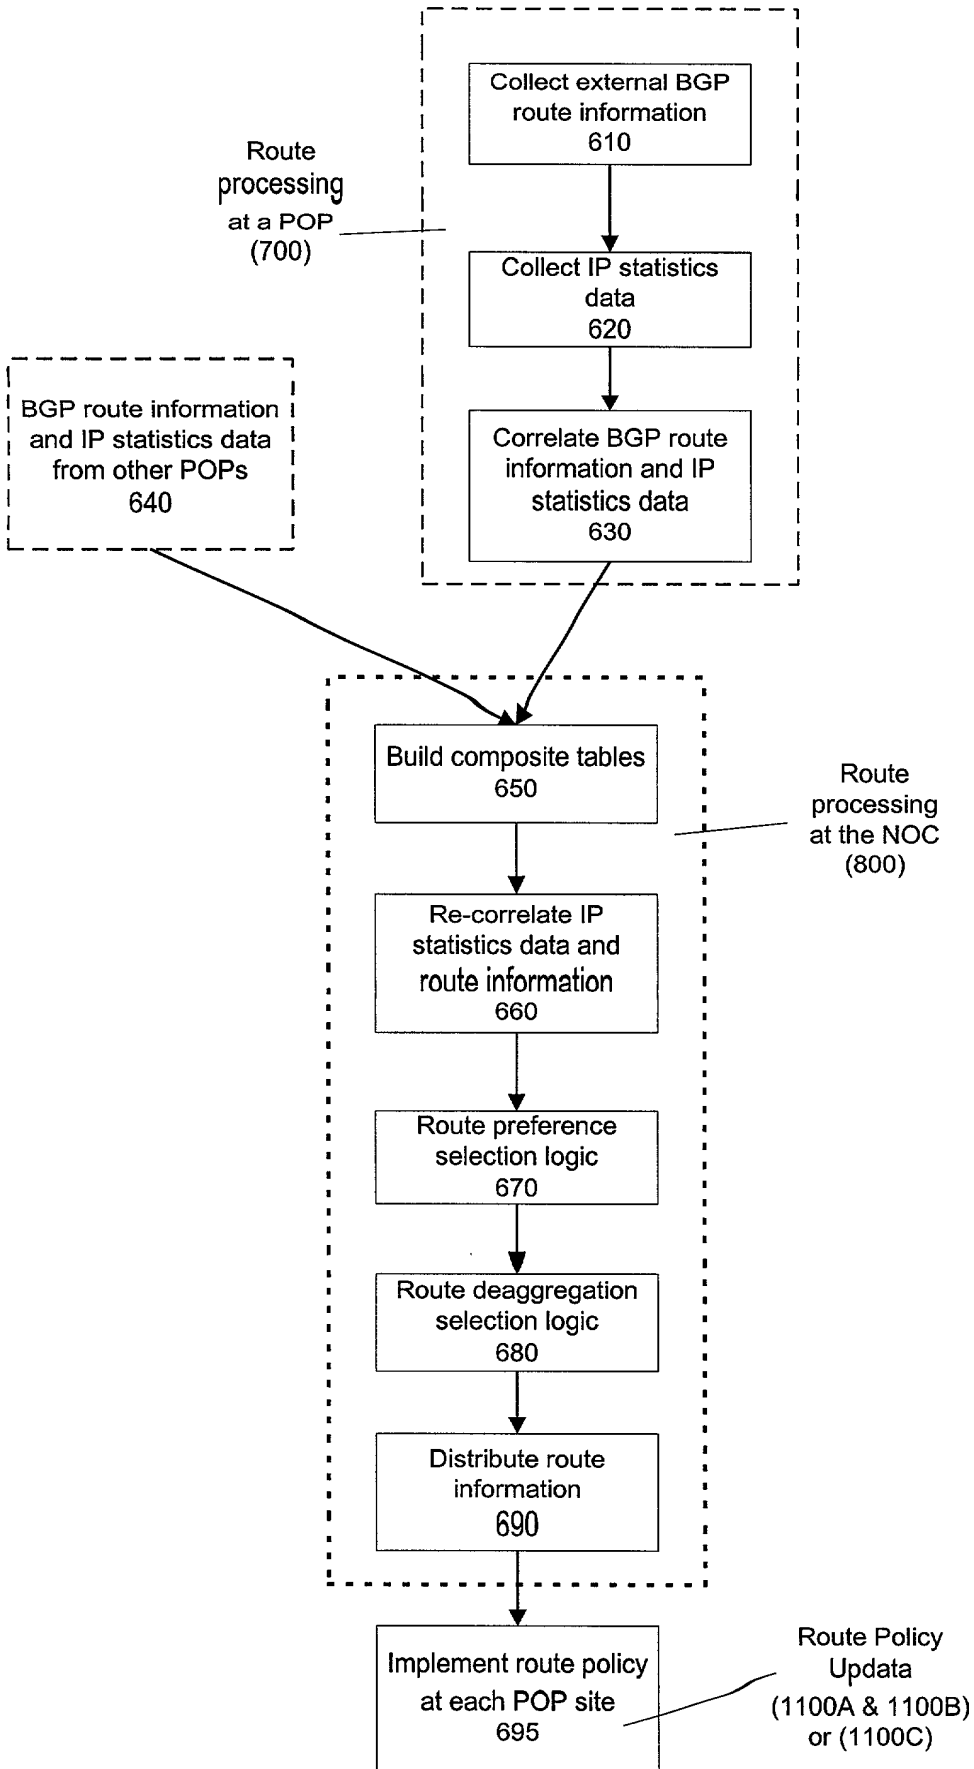 Collect external BGP
route information
610
Route
processing
at a POP
(700)
Collect IP statistics
data
620
BGP route information
and IP statistics data
from other POPs
640
Correlate BGP route
information and IP
statistics data
630
Build composite tables
650
Route
processing
at the NOC
(800)
Re-correlate IP
statistics data and
route information
660
Route preference
selection logic
670
Route deaggregation
selection logic
680
Distribute route
information
690
Implement route policy
at each POP site
695
Route Policy
Updata
(1100A & 1100B)
or (1100C)